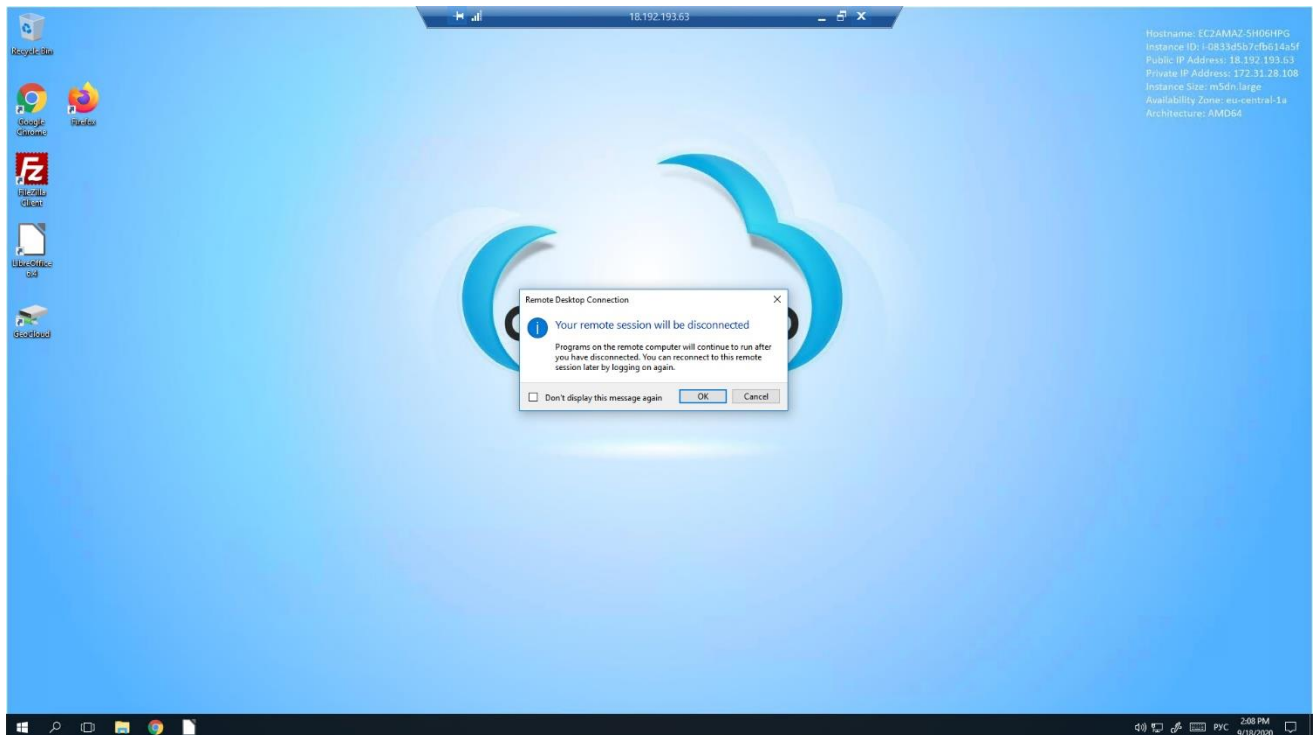 18.192.193.63
Recycle Bin
Google
Chrome
Firefox
FileZilla
Client
LibreOffice
6.4
GeoCloud
Hostname: EC2AMAZ-5H06HPG
Instance ID: i-0833d5b7cfb614a5f
Public IP Address: 18.192.193.63
Private IP Address: 172.31.28.108
Instance Size: m5dn.large
Availability Zone: eu-central-1a
Architecture: AMD64
Remote Desktop Connection
Your remote session will be disconnected
Programs on the remote computer will continue to run after
you have disconnected. You can reconnect to this remote
session later by logging on again.
Don't display this message again
OK
Cancel
РУС
2:08 PM
9/18/2020